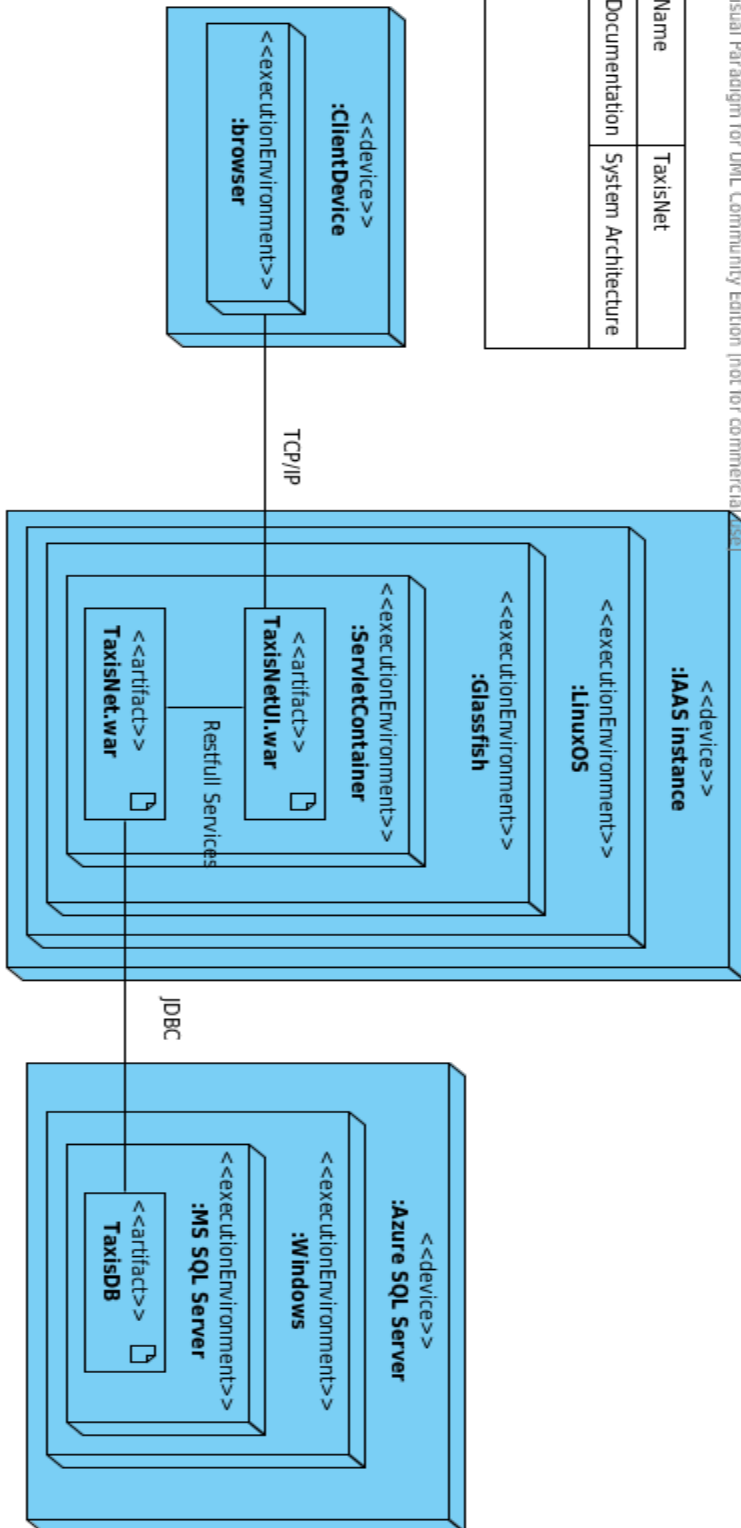 Paradigm for UML Community Edition [not for commercial use]
Name TaxisNet
Documentation System Architecture
<<device>>
:ClientDevice
<<executionEnvironment>>
:browser
TCP/IP
<<device>>
:IAAS instance
<<executionEnvironment>>
:LinuxOS
<<executionEnvironment>>
:Glassfish
<<executionEnvironment>>
:ServletContainer
<<artifact>>
TaxisNetUI.war
Restfull Services
<<artifact>>
TaxisNet.war
JDBC
<<device>>
:Azure SQL Server
<<executionEnvironment>>
:Windows
<<executionEnvironment>>
:MS SQL Server
<<artifact>>
TaxisDB